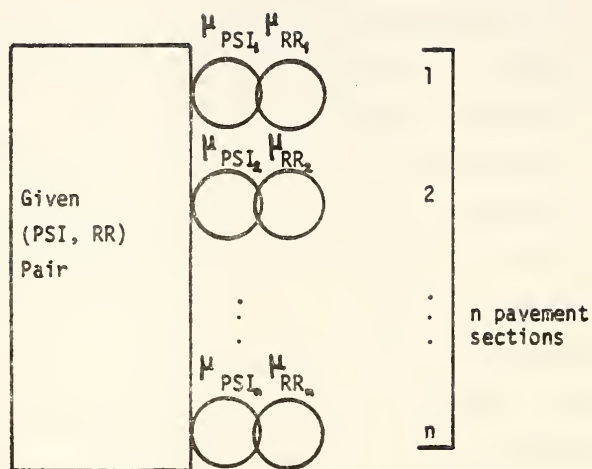 μPSI₁ μRR₁
1
μPSI₂ μRR₂
2
Given
(PSI, RR)
Pair
n pavement
sections
μPSIₙ μRRₙ
n